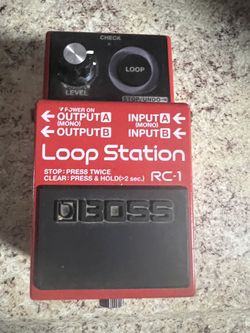 CHECK
LEVEL
LOOP
STOP/UNDO
POWER ON
OUTPUT A
(MONO)
OUTPUT B
INPUT A
(MONO)
INPUT B
Loop Station
STOP : PRESS TWICE
CLEAR : PRESS & HOLD(>2 sec.)
RC-1
BOSS